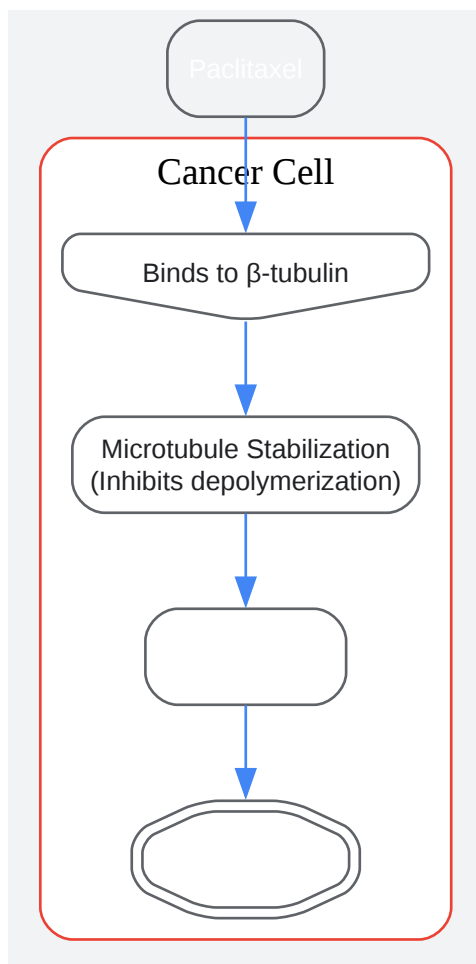 Paclitaxel
Cancer Cell
Binds to β-tubulin
Microtubule Stabilization
(Inhibits depolymerization)